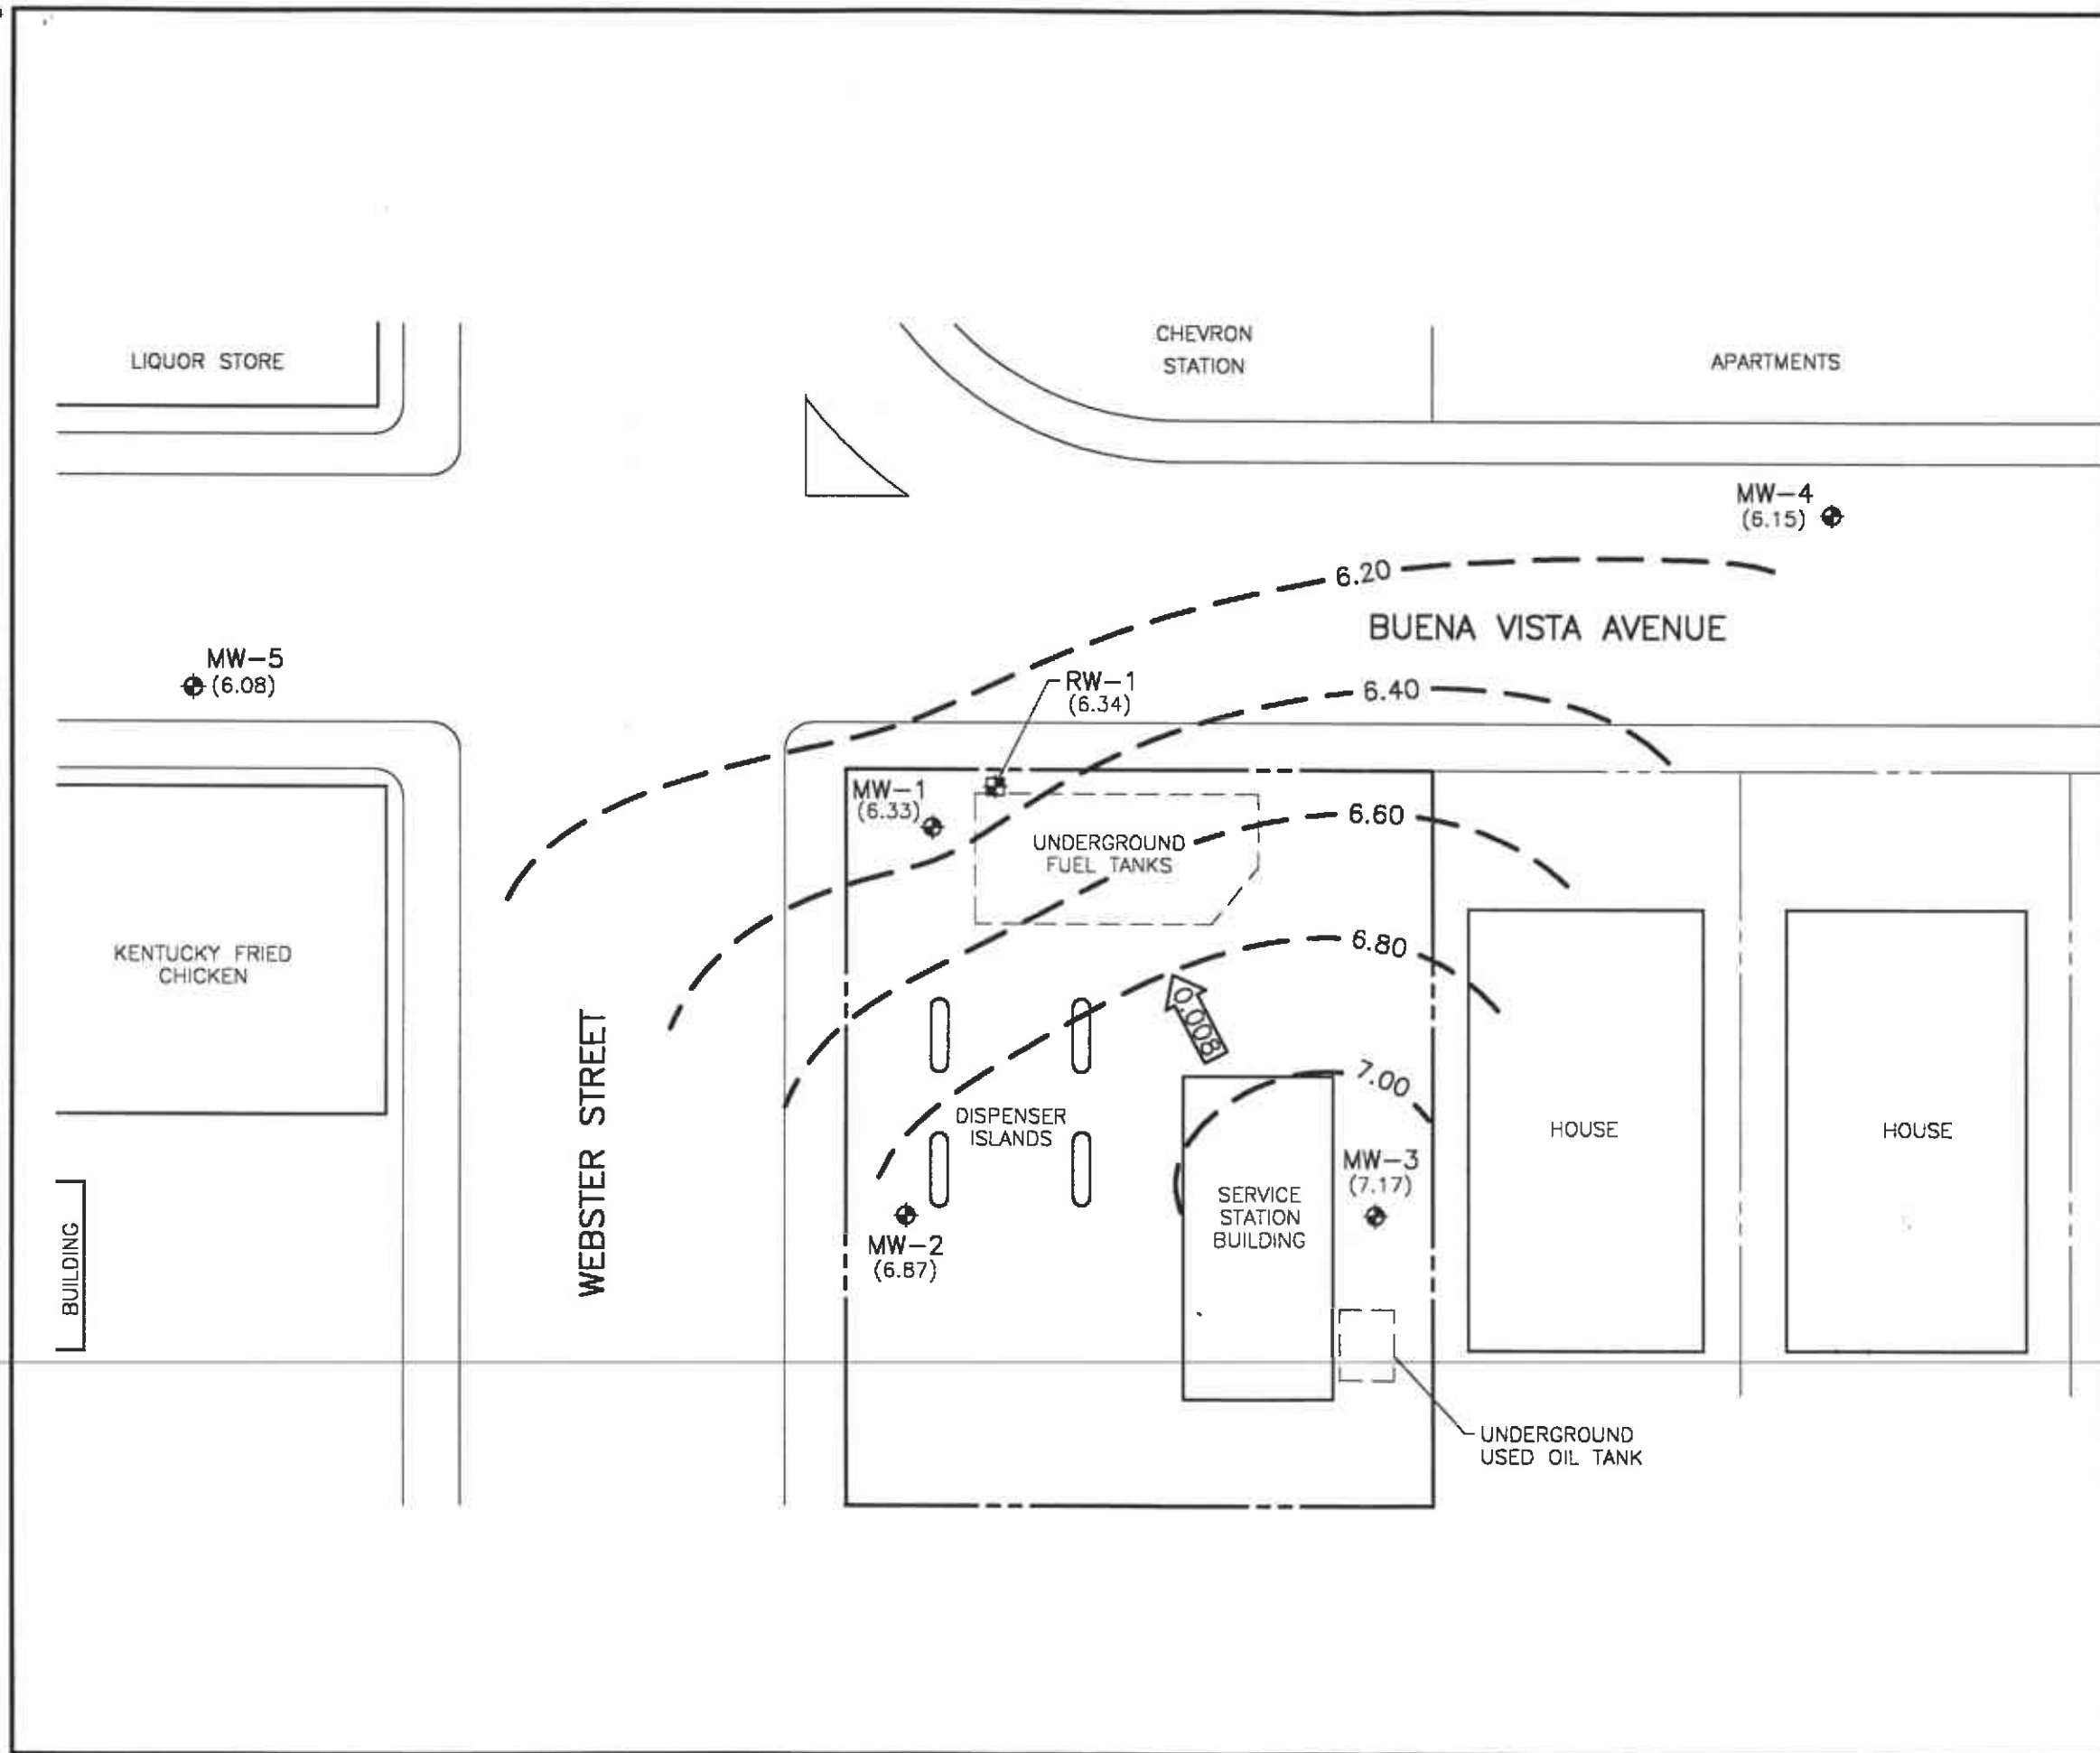 LIQUOR STORE
CHEVRON
STATION
APARTMENTS
MW-4
(6.15)
6.20
BUENA VISTA AVENUE
MW-5
(6.08)
RW-1
(6.34)
6.40
MW-1
(6.33)
6.60
UNDERGROUND
FUEL TANKS
KENTUCKY FRIED
CHICKEN
6.80
0.008
WEBSTER STREET
7.00
DISPENSER
ISLANDS
HOUSE
HOUSE
MW-3
(7.17)
SERVICE
STATION
BUILDING
BUILDING
MW-2
(6.87)
UNDERGROUND
USED OIL TANK